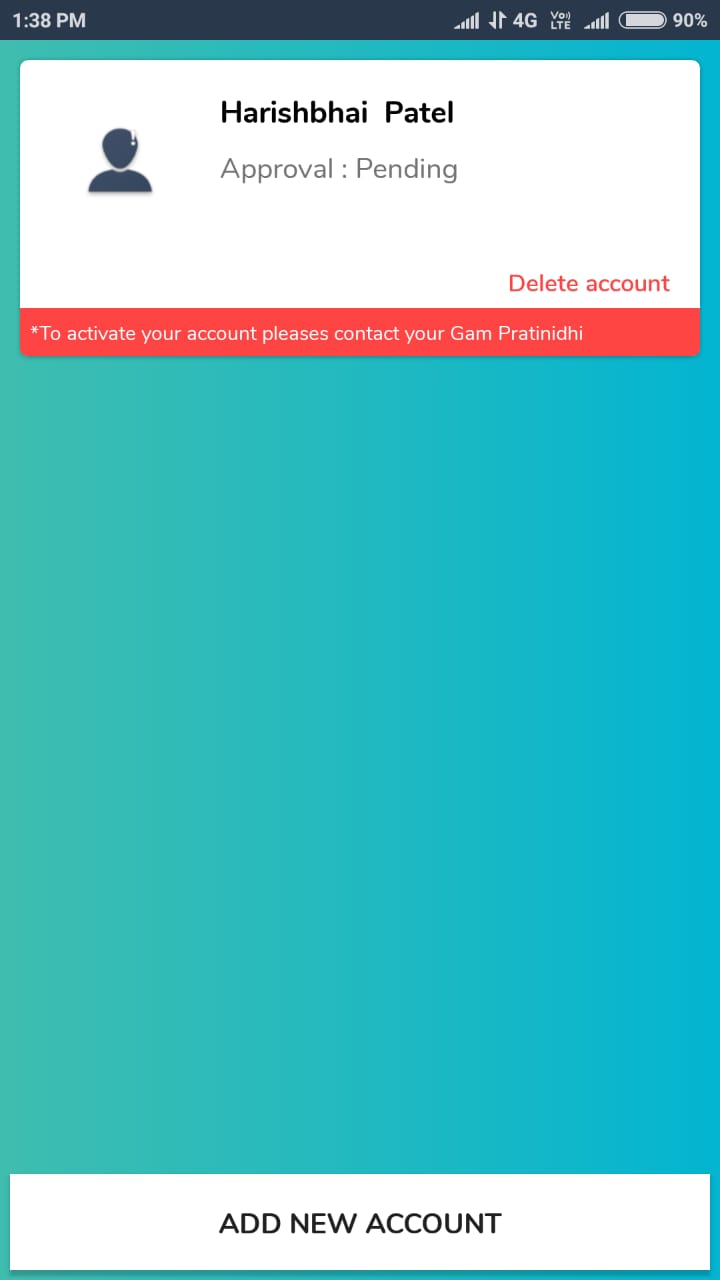 1:38 PM 4G Vo)) LTE 90%
Harishbhai  Patel
Approval : Pending
Delete account
*To activate your account pleases contact your Gam Pratinidhi
ADD NEW ACCOUNT